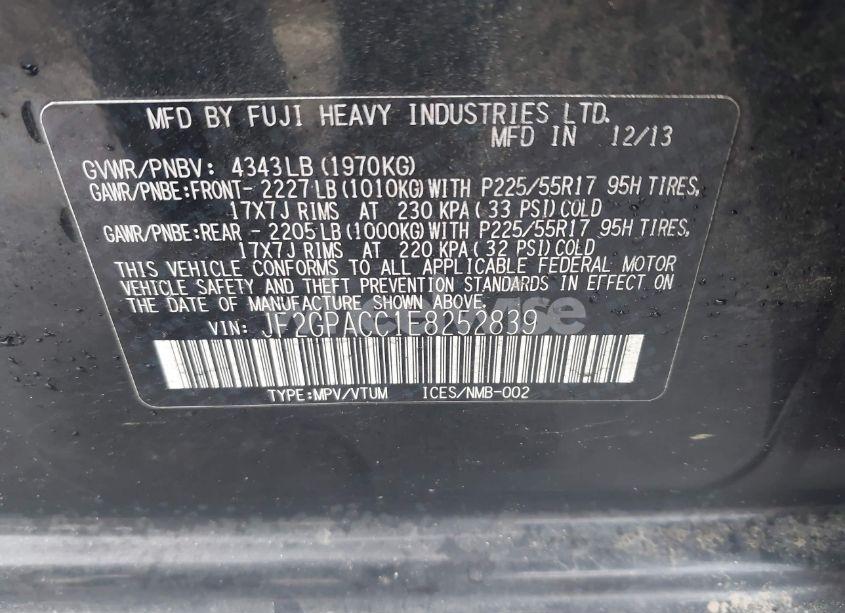 MFD BY FUJI HEAVY INDUSTRIES LTD.
MFD IN 12/13
GVWR/PNBV: 4343LB (1970KG)
GAWR/PNBE:FRONT- 2227 LB (1010KG) WITH P225/55R17 95H TIRES,
17X7J RIMS AT 230 KPA( 33 PSI) COLD
GAWR/PNBE:REAR - 2205 LB (1000KG) WITH P225/55R17 95H TIRES,
17X7J RIMS AT 220 KPA( 32 PSI) COLD
THIS VEHICLE CONFORMS TO ALL APPLICABLE FEDERAL MOTOR
VEHICLE SAFETY AND THEFT PREVENTION STANDARDS IN EFFECT ON
THE DATE OF MANUFACTURE SHOWN ABOVE.
VIN: JF2GPACC1E8252839
TYPE:MPV/VTUM ICES/NMB-002